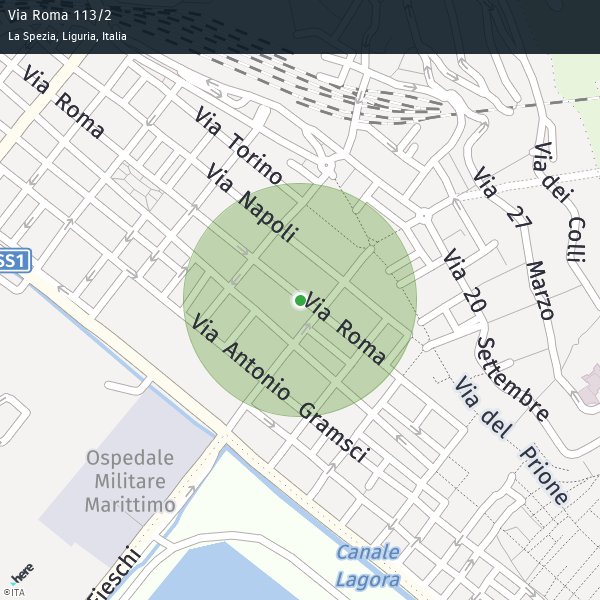 Via Roma 113/2
La Spezia, Liguria, Italia
Via Roma
Via Torino
Via Napoli
Via dei Colli
Via 27 Marzo
SS1
Via 20 Settembre
Via Roma
Via Antonio Gramsci
Via del Prione
Ospedale
Militare
Marittimo
Canale
Lagora
Fieschi
here
©ITA